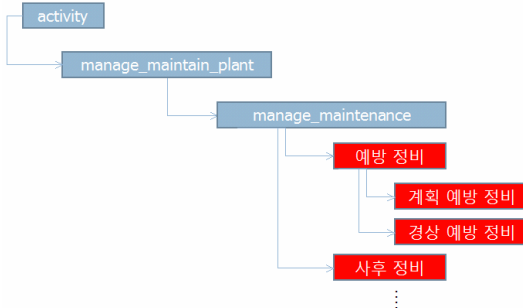 activity
manage_maintain_plant
manage_maintenance
예방 정비
계획 예방 정비
경상 예방 정비
사후 정비